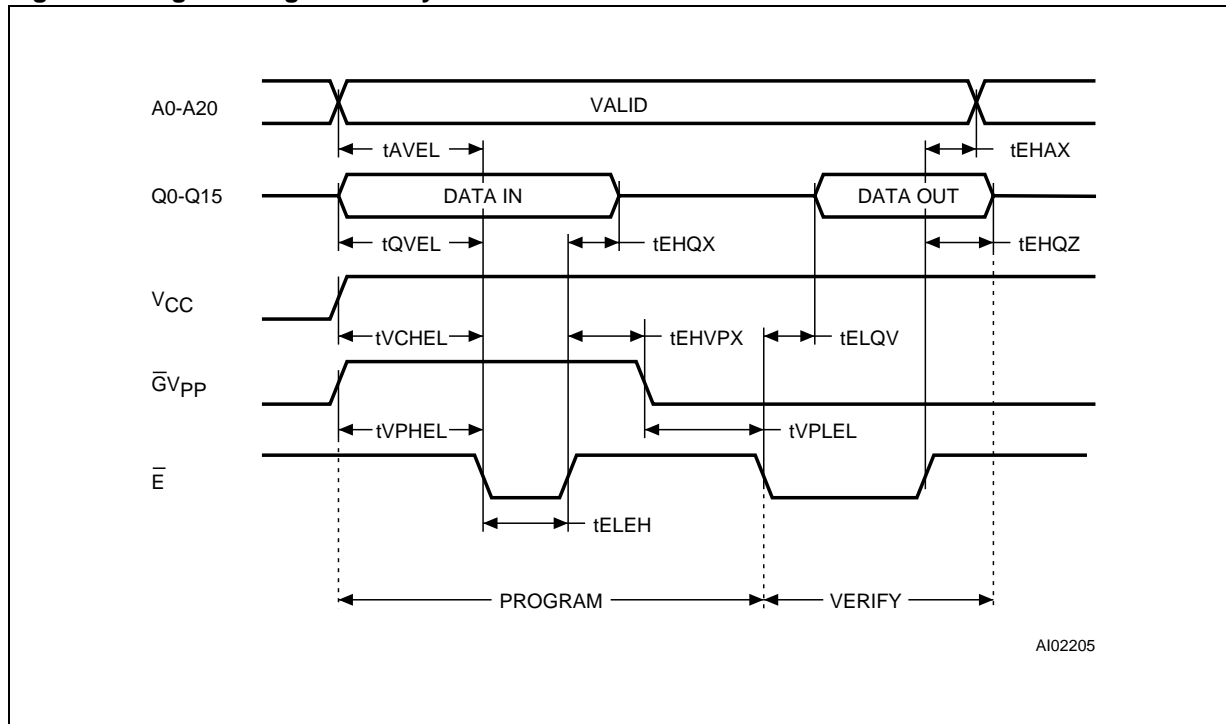 A0-A20
VALID
tAVEL
tEHAX
Q0-Q15
DATA IN
DATA OUT
tQVEL
tEHQX
tEHQZ
VCC
tVCHEL
tEHVPX
tELQV
G̅VPP
tVPHEL
tVPLEL
E̅
tELEH
PROGRAM
VERIFY
AI02205